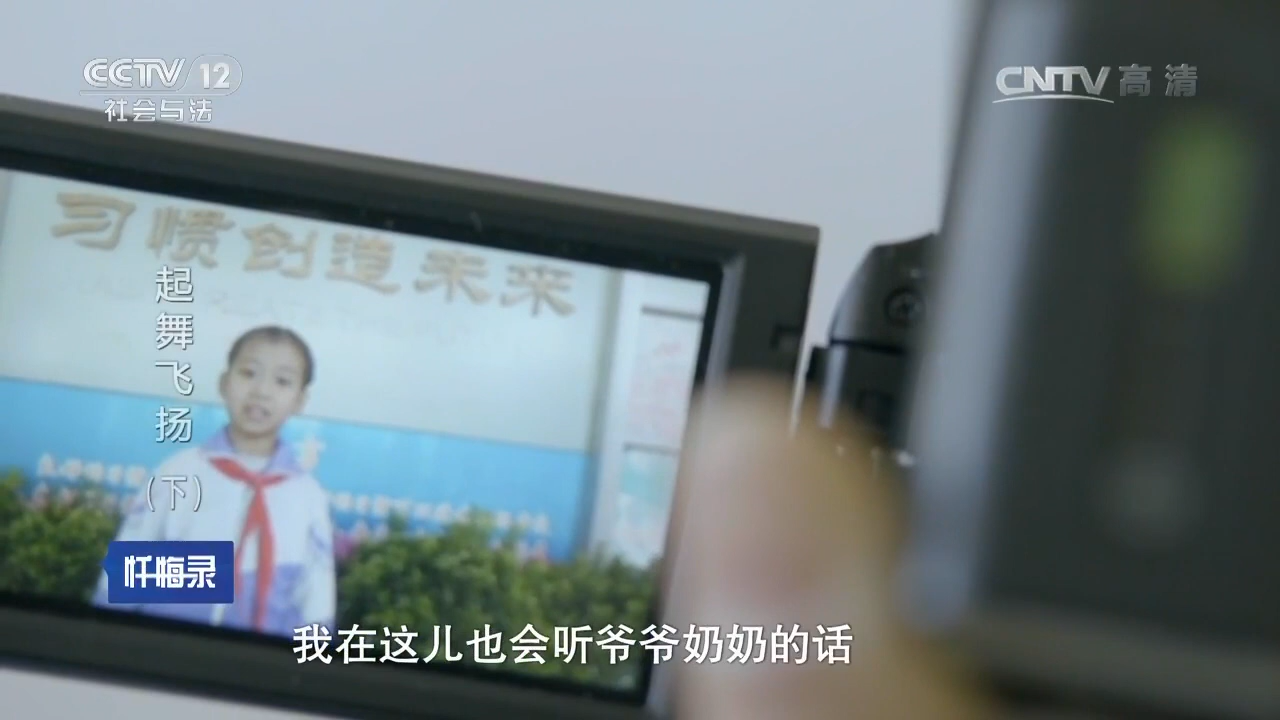 CCTV 12
社会与法
CNTV 高清
习惯创造未来
起舞飞扬
(下)
忏悔录
我在这儿也会听爷爷奶奶的话